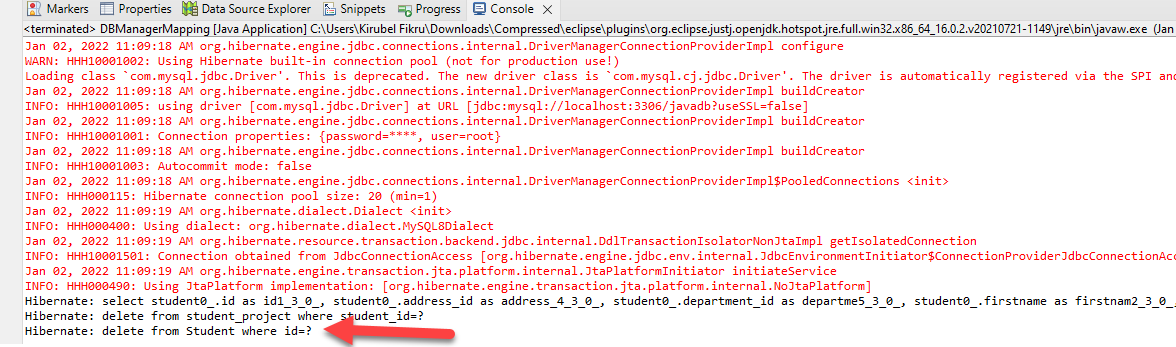 Markers Properties Data Source Explorer Snippets Progress Console
<terminated> DBManagerMapping [Java Application] C:\Users\Kirubel Fikru\Downloads\Compressed\eclipse\plugins\org.eclipse.justj.openjdk.hotspot.jre.full.win32.x86_64_16.0.2.v20210721-1149\jre\bin\javaw.exe (Jan
Jan 02, 2022 11:09:18 AM org.hibernate.engine.jdbc.connections.internal.DriverManagerConnectionProviderImpl configure
WARN: HHH10001002: Using Hibernate built-in connection pool (not for production use!)
Loading class `com.mysql.jdbc.Driver'. This is deprecated. The new driver class is `com.mysql.cj.jdbc.Driver'. The driver is automatically registered via the SPI and
Jan 02, 2022 11:09:18 AM org.hibernate.engine.jdbc.connections.internal.DriverManagerConnectionProviderImpl buildCreator
INFO: HHH10001005: using driver [com.mysql.jdbc.Driver] at URL [jdbc:mysql://localhost:3306/javadb?useSSL=false]
Jan 02, 2022 11:09:18 AM org.hibernate.engine.jdbc.connections.internal.DriverManagerConnectionProviderImpl buildCreator
INFO: HHH10001001: Connection properties: {password=****, user=root}
Jan 02, 2022 11:09:18 AM org.hibernate.engine.jdbc.connections.internal.DriverManagerConnectionProviderImpl buildCreator
INFO: HHH10001003: Autocommit mode: false
Jan 02, 2022 11:09:18 AM org.hibernate.engine.jdbc.connections.internal.DriverManagerConnectionProviderImpl$PooledConnections <init>
INFO: HHH000115: Hibernate connection pool size: 20 (min=1)
Jan 02, 2022 11:09:19 AM org.hibernate.dialect.Dialect <init>
INFO: HHH000400: Using dialect: org.hibernate.dialect.MySQL8Dialect
Jan 02, 2022 11:09:19 AM org.hibernate.resource.transaction.backend.jdbc.internal.DdlTransactionIsolatorNonJtaImpl getIsolatedConnection
INFO: HHH10001501: Connection obtained from JdbcConnectionAccess [org.hibernate.engine.jdbc.env.internal.JdbcEnvironmentInitiator$ConnectionProviderJdbcConnectionAcc
Jan 02, 2022 11:09:19 AM org.hibernate.engine.transaction.jta.platform.internal.JtaPlatformInitiator initiateService
INFO: HHH000490: Using JtaPlatform implementation: [org.hibernate.engine.transaction.jta.platform.internal.NoJtaPlatform]
Hibernate: select student0_.id as id1_3_0_, student0_.address_id as address_4_3_0_, student0_.department_id as departme5_3_0_, student0_.firstname as firstnam2_3_0_,
Hibernate: delete from student_project where student_id=?
Hibernate: delete from Student where id=?